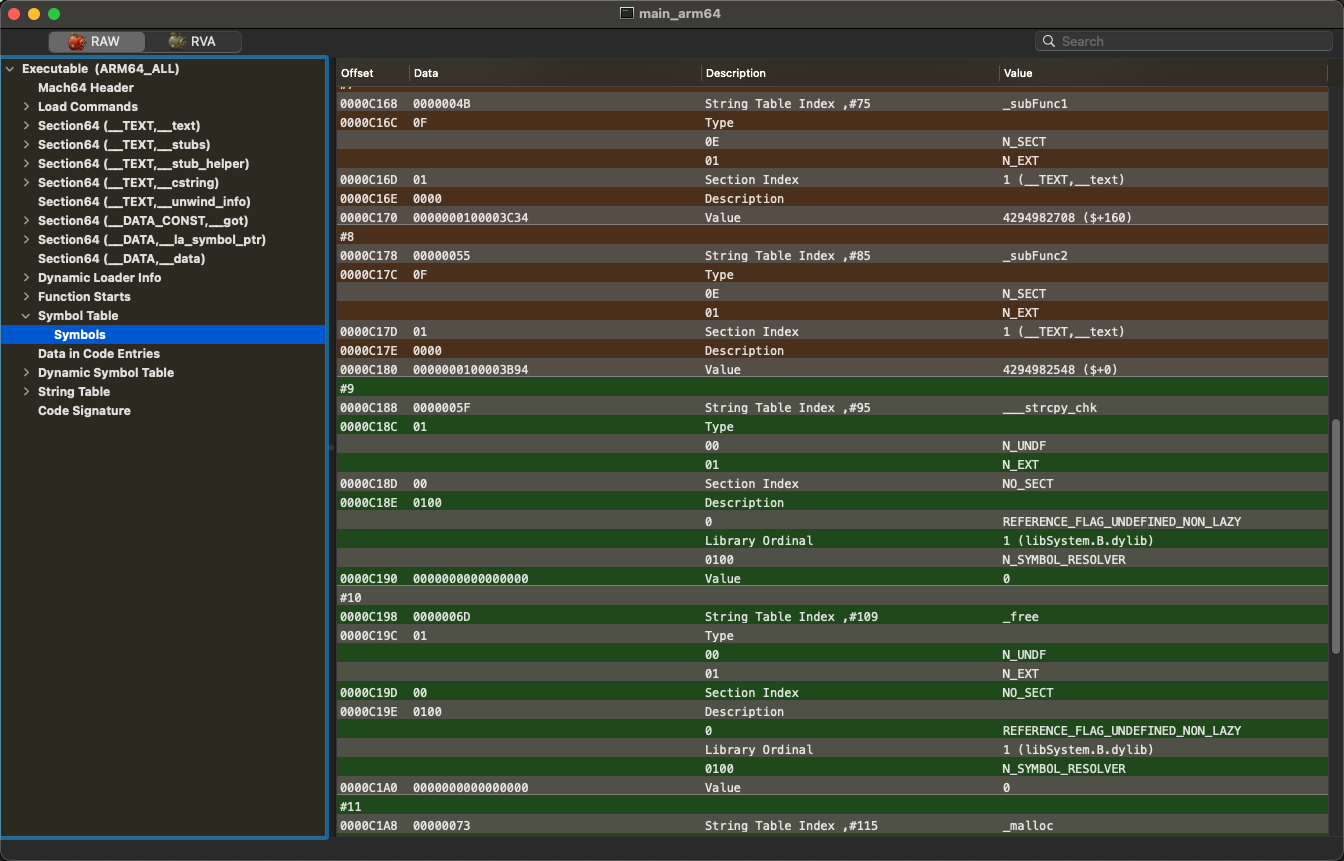 main_arm64
RAW RVA Search
Executable (ARM64_ALL)
Mach64 Header
Load Commands
Section64 (__TEXT,__text)
Section64 (__TEXT,__stubs)
Section64 (__TEXT,__stub_helper)
Section64 (__TEXT,__cstring)
Section64 (__TEXT,__unwind_info)
Section64 (__DATA_CONST,__got)
Section64 (__DATA,__la_symbol_ptr)
Section64 (__DATA,__data)
Dynamic Loader Info
Function Starts
Symbol Table
Symbols
Data in Code Entries
Dynamic Symbol Table
String Table
Code Signature
Offset Data Description Value
0000C168 0000004B String Table Index ,#75 _subFunc1
0000C16C 0F Type
0E N_SECT
01 N_EXT
0000C16D 01 Section Index 1 (__TEXT,__text)
0000C16E 0000 Description
0000C170 0000000100003C34 Value 4294982708 ($+160)
#8
0000C178 00000055 String Table Index ,#85 _subFunc2
0000C17C 0F Type
0E N_SECT
01 N_EXT
0000C17D 01 Section Index 1 (__TEXT,__text)
0000C17E 0000 Description
0000C180 0000000100003B94 Value 4294982548 ($+0)
#9
0000C188 0000005F String Table Index ,#95 ___strcpy_chk
0000C18C 01 Type
00 N_UNDF
01 N_EXT
0000C18D 00 Section Index NO_SECT
0000C18E 0100 Description
0 REFERENCE_FLAG_UNDEFINED_NON_LAZY
Library Ordinal 1 (libSystem.B.dylib)
0100 N_SYMBOL_RESOLVER
0000C190 0000000000000000 Value 0
#10
0000C198 0000006D String Table Index ,#109 _free
0000C19C 01 Type
00 N_UNDF
01 N_EXT
0000C19D 00 Section Index NO_SECT
0000C19E 0100 Description
0 REFERENCE_FLAG_UNDEFINED_NON_LAZY
Library Ordinal 1 (libSystem.B.dylib)
0100 N_SYMBOL_RESOLVER
0000C1A0 0000000000000000 Value 0
#11
0000C1A8 00000073 String Table Index ,#115 _malloc